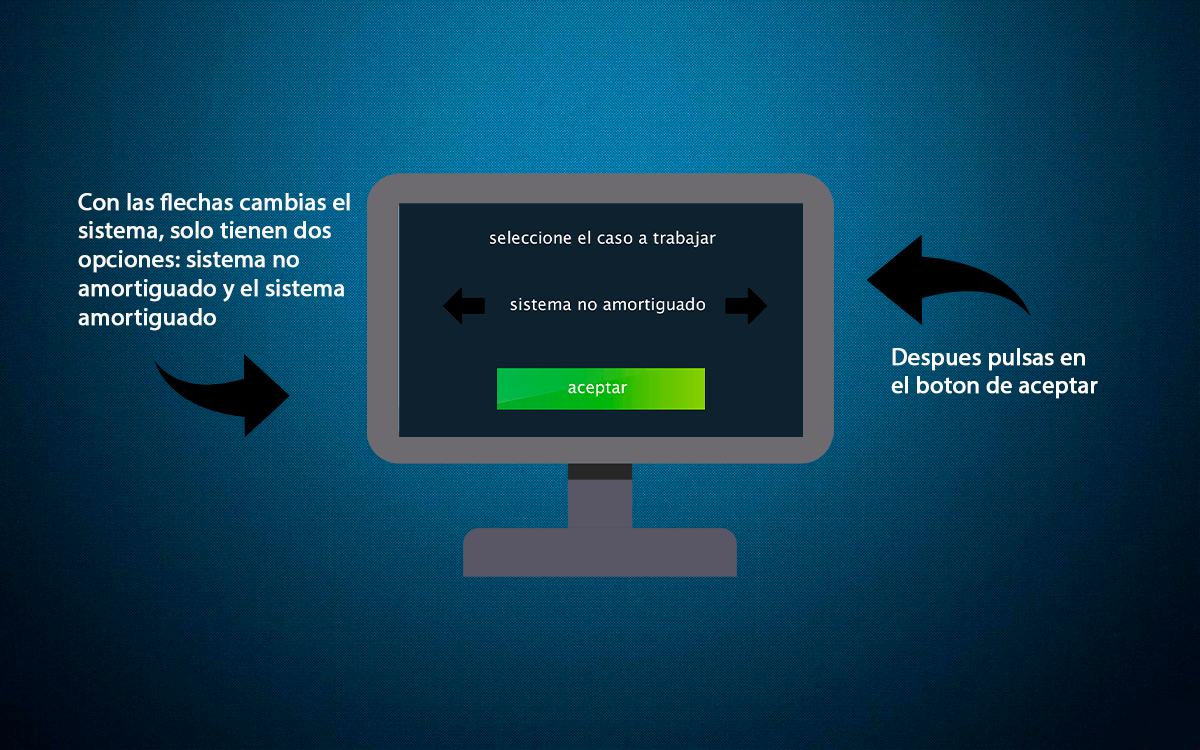 Con las flechas cambias el
sistema, solo tienen dos
opciones: sistema no
amortiguado y el sistema
amortiguado
seleccione el caso a trabajar
sistema no amortiguado
aceptar
Despues pulsas en
el boton de aceptar